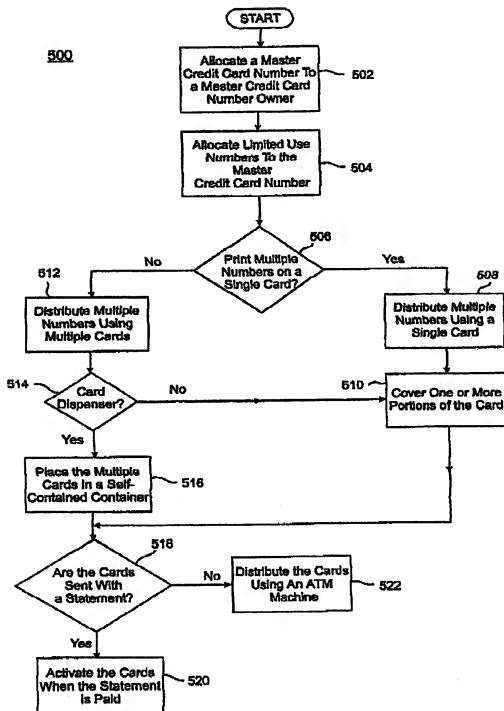 START
500
Allocate a Master
Credit Card Number To
a Master Credit Card
Number Owner
502
Allocate Limited Use
Numbers To the
Master
Credit Card Number
504
506
Print Multiple
Numbers on a
Single Card?
No
Yes
512
Distribute Multiple
Numbers Using
Multiple Cards
508
Distribute Multiple
Numbers Using a
Single Card
514
Card
Dispenser?
No
510
Cover One or More
Portions of the Card
Yes
Place the Multiple
Cards in a Self-
Contained Container
516
518
Are the Cards
Sent With
a Statement?
No
Distribute the Cards
Using An ATM
Machine
522
Yes
Activate the Cards
When the Statement
is Paid
520